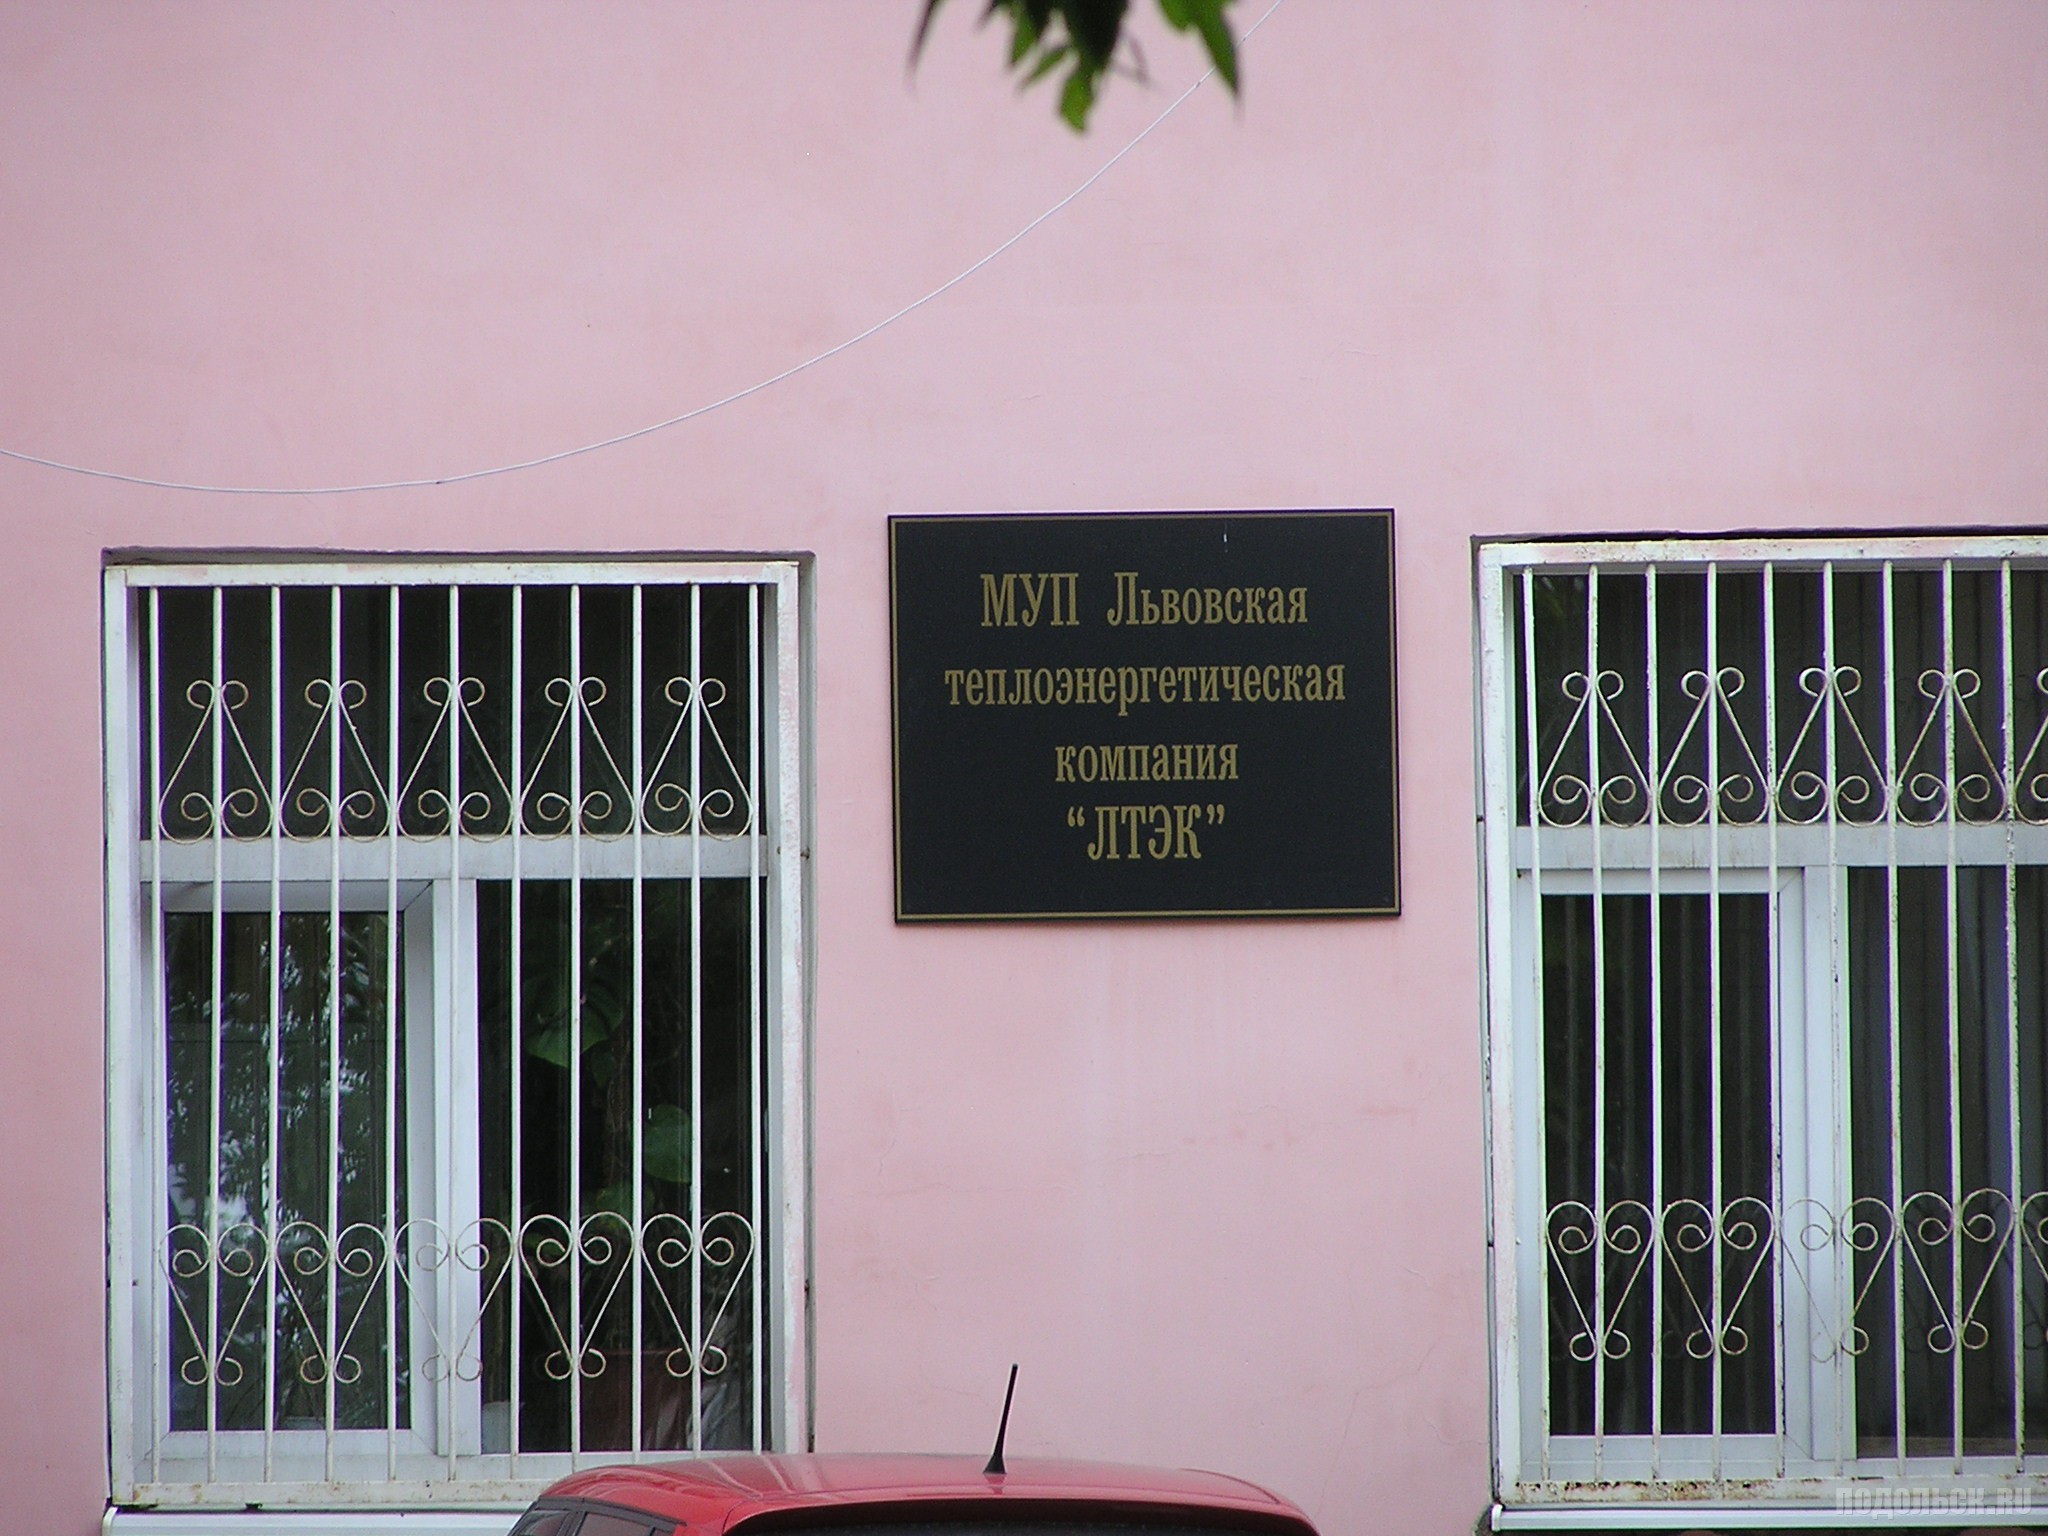 МУП Львовская
теплоэнергетическая
компания
“ЛТЭК”
ПОДОЛЬСК.RU